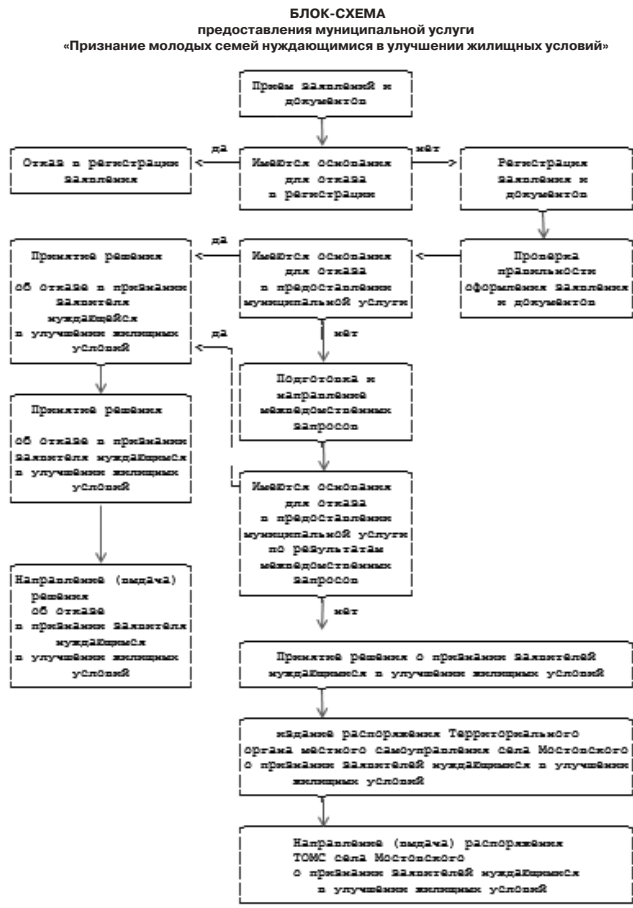 БЛОК-СХЕМА
предоставления муниципальной услуги
«Признание молодых семей нуждающимися в улучшении жилищных условий»
Прием заявлений и
документов
да
нет
Отказ в регистрации
заявления
Имеются основания
для отказа
в регистрации
Регистрация
заявления и
документов
да
Принятие решения
об отказе в признании
заявителя
нуждающейся
в улучшении жилищных
условий
Имеются основания
для отказа
в предоставлении
муниципальной услуги
Проверка
правильности
оформления заявления
и документов
да
нет
Подготовка и
направление
межведомственных
запросов
Принятие решения
об отказе в признании
заявителя нуждающимся
в улучшении жилищных
условий
Имеются основания
для отказа
в предоставлении
муниципальной услуги
по результатам
межведомственных
запросов
Направление (выдача)
решения
об отказе
в признании заявителя
нуждающимся
в улучшении жилищных
условий
нет
Принятие решения о признании заявителей
нуждающимися в улучшении жилищных условий
издание распоряжения Территориального
органа местного самоуправления села Мостовского
о признании заявителей нуждающимися в улучшении
жилищных условий
Направление (выдача) распоряжения
ТОМС села Мостовского
о признании заявителей нуждающимися
в улучшении жилищных условий